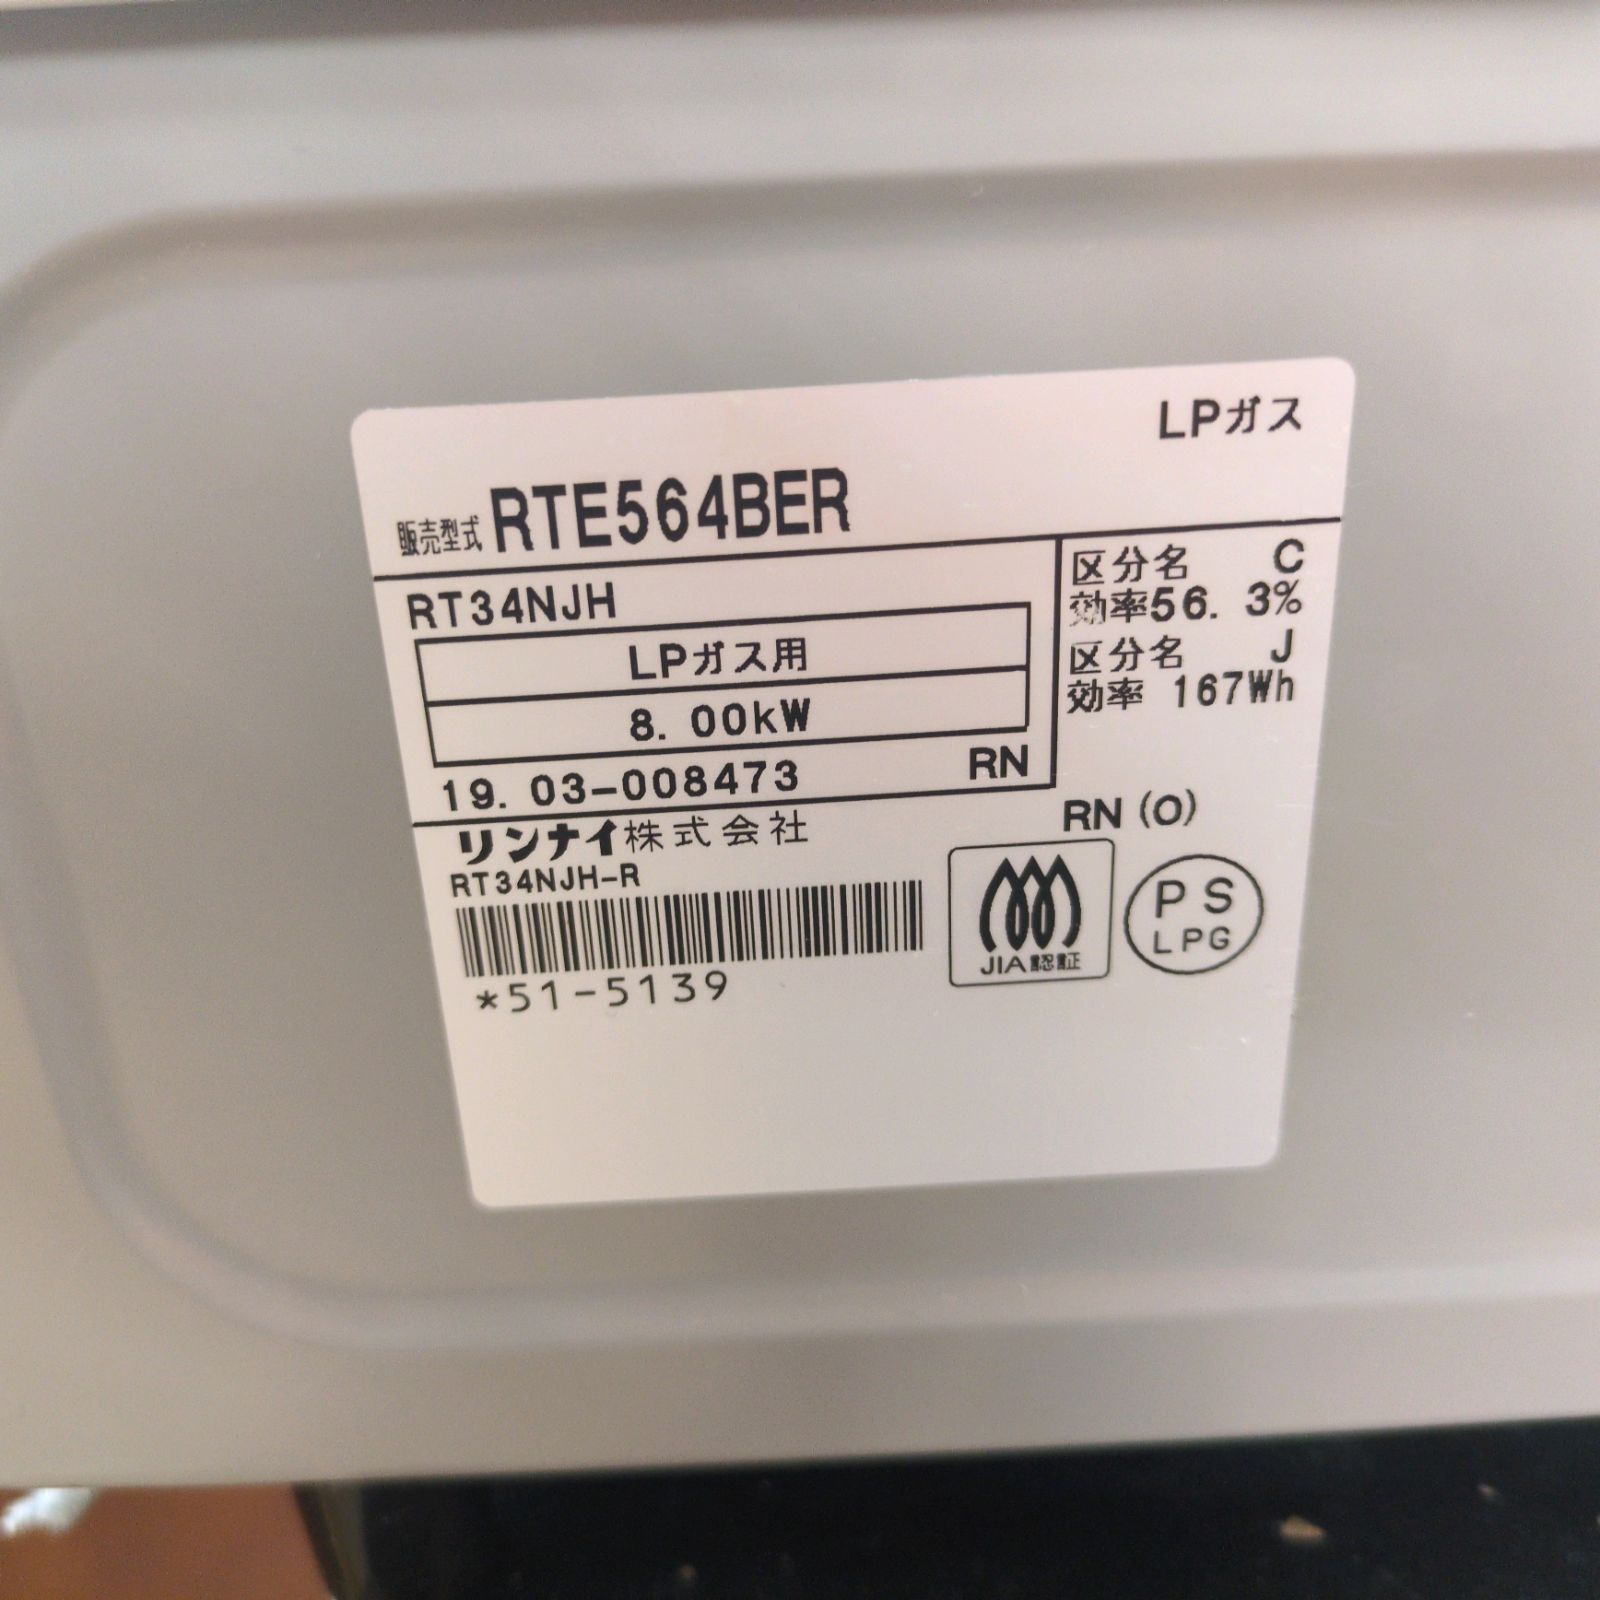 LPガス
販売型式 RTE564BER
RT34NJH
LPガス用
8. 00kW
19. 03-008473 RN
区分名 C
効率56. 3%
区分名 J
効率 167Wh
リンナイ株式会社
RN (O)
RT34NJH-R
*51-5139
JIA認証
PS
LPG